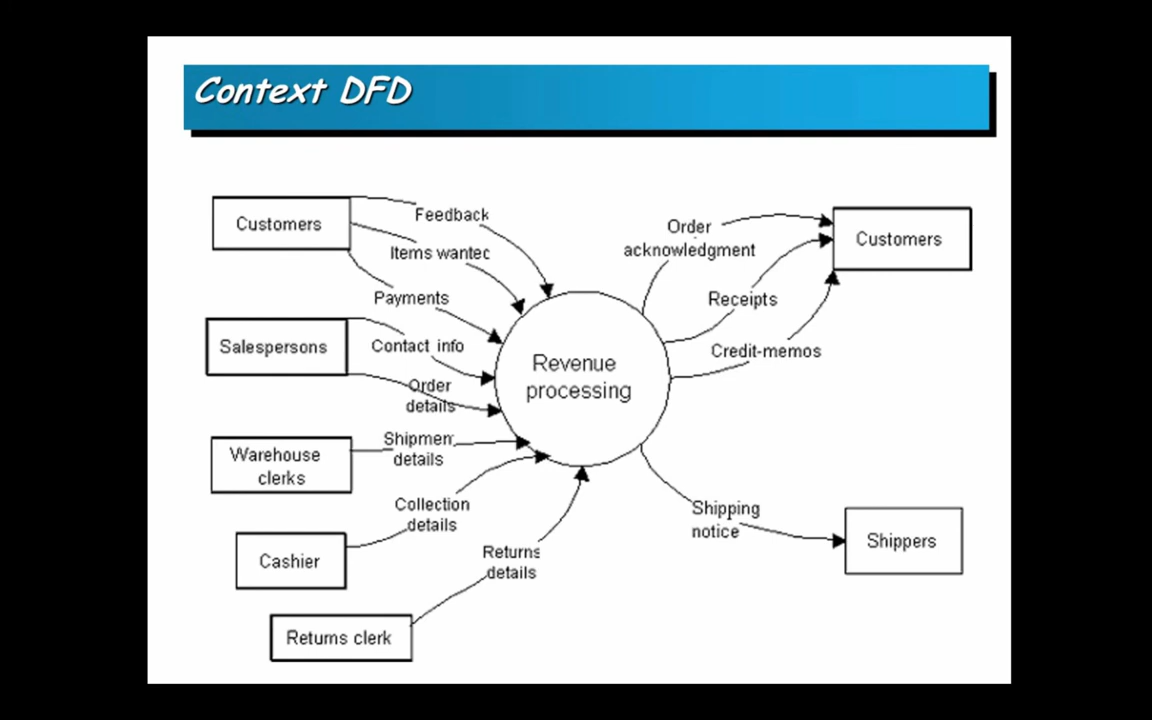 Context DFD
Customers
Feedback
Items wantec
Payments
Salespersons
Contact info
Order
details
Warehouse
clerks
Shipmen
details
Cashier
Collection
details
Returns clerk
Returns
details
Revenue
processing
Order
acknowledgment
Receipts
Credit-memos
Customers
Shipping
notice
Shippers